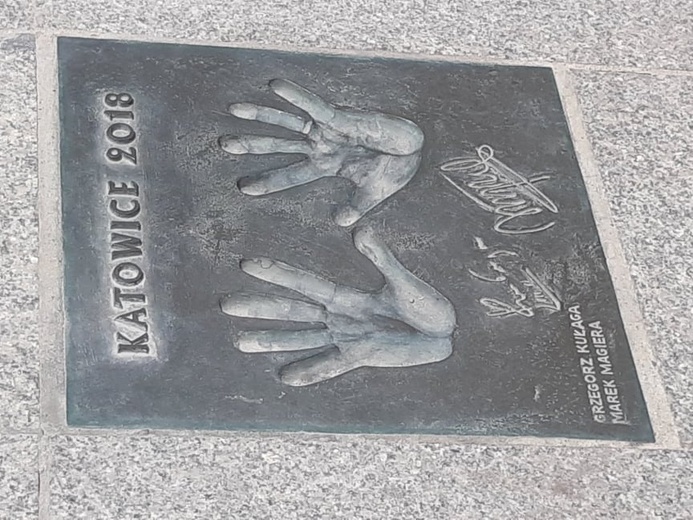 KATOWICE 2018
GRZEGORZ KUŁAGA
MAREK MAGIERA